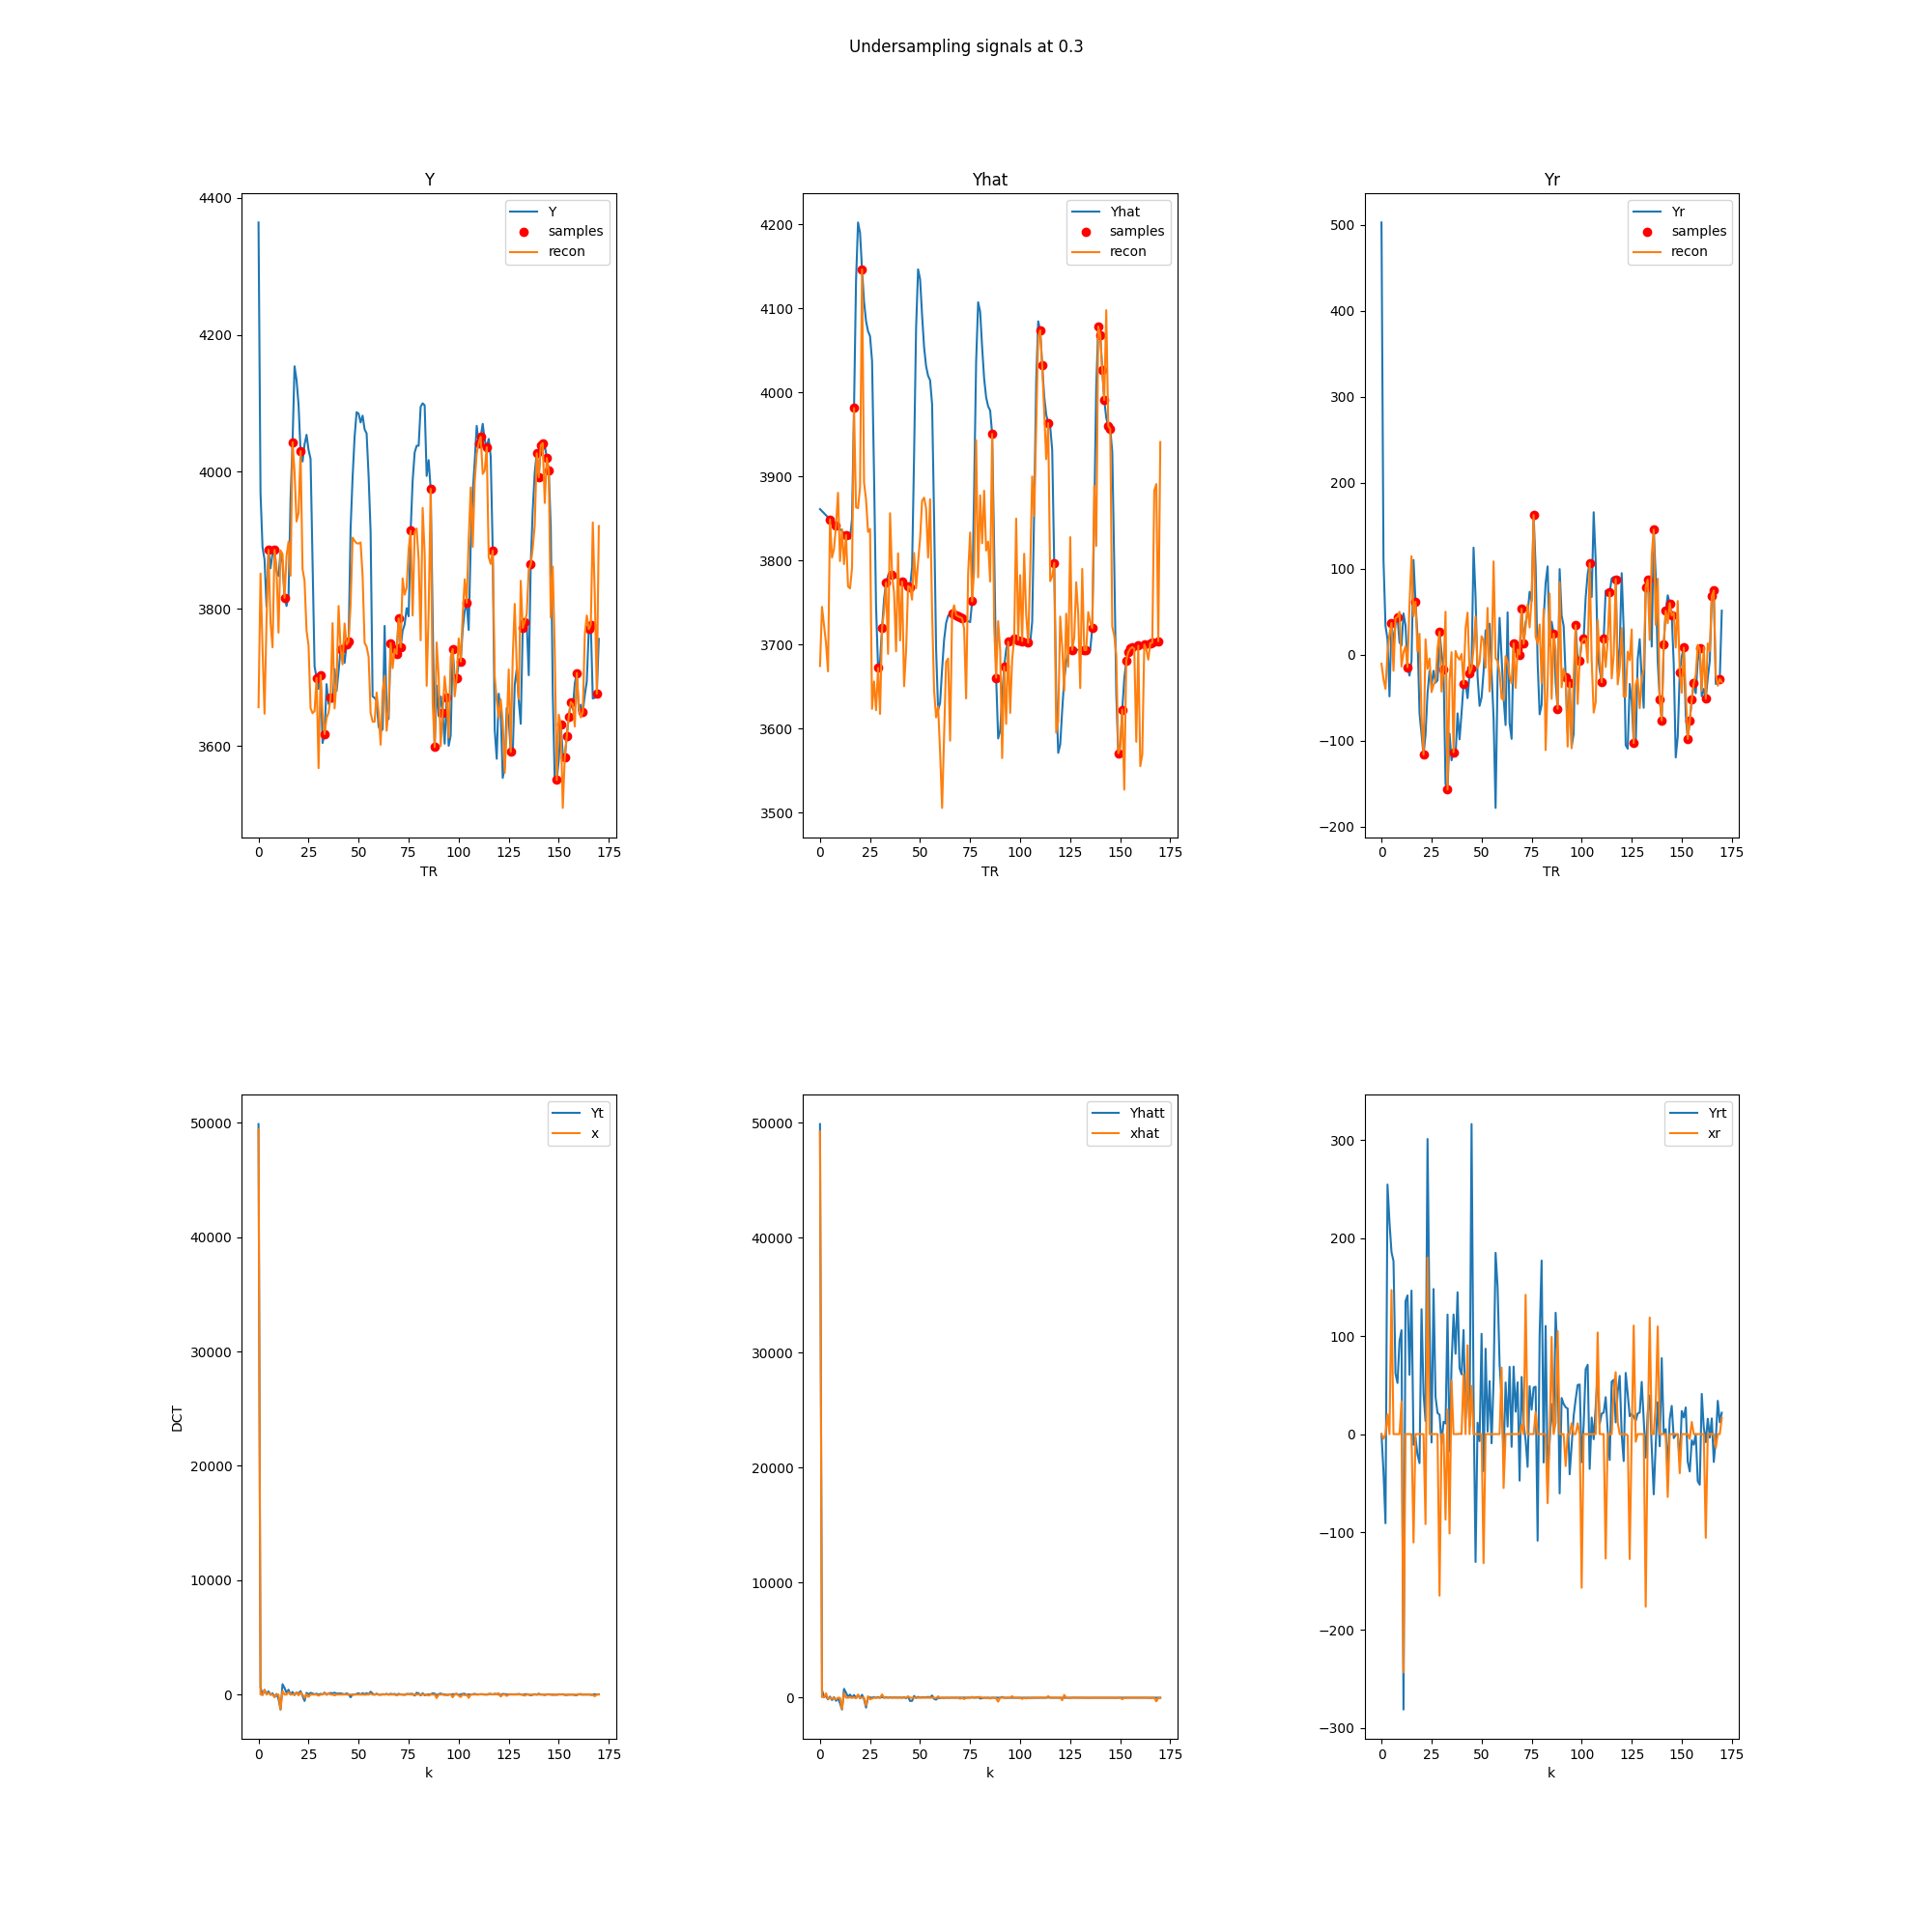 Undersampling signals at 0.3
Y
Y
samples
recon
4400
4200
4000
3800
3600
0 25 50 75 100 125 150 175
TR
Yhat
Yhat
samples
recon
4200
4100
4000
3900
3800
3700
3600
3500
0 25 50 75 100 125 150 175
TR
Yr
Yr
samples
recon
500
400
300
200
100
0
−100
−200
0 25 50 75 100 125 150 175
TR
Yt
x
50000
40000
30000
20000
10000
0
DCT
0 25 50 75 100 125 150 175
k
Yhatt
xhat
50000
40000
30000
20000
10000
0
0 25 50 75 100 125 150 175
k
Yrt
xr
300
200
100
0
−100
−200
−300
0 25 50 75 100 125 150 175
k